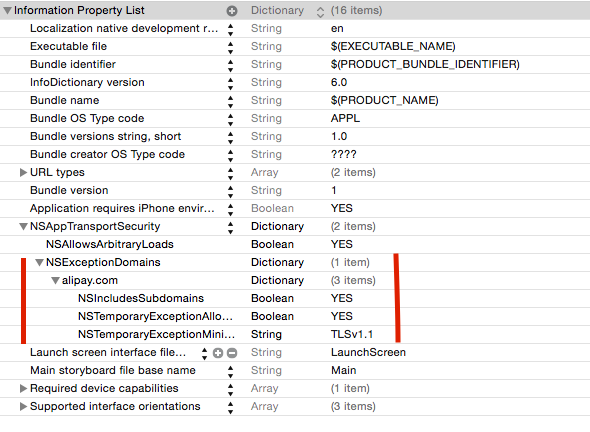 Information Property List Dictionary (16 items)
Localization native development r... String en
Executable file String $(EXECUTABLE_NAME)
Bundle identifier String $(PRODUCT_BUNDLE_IDENTIFIER)
InfoDictionary version String 6.0
Bundle name String $(PRODUCT_NAME)
Bundle OS Type code String APPL
Bundle versions string, short String 1.0
Bundle creator OS Type code String ????
URL types Array (2 items)
Bundle version String 1
Application requires iPhone envir... Boolean YES
NSAppTransportSecurity Dictionary (2 items)
NSAllowsArbitraryLoads Boolean YES
NSExceptionDomains Dictionary (1 item)
alipay.com Dictionary (3 items)
NSIncludesSubdomains Boolean YES
NSTemporaryExceptionAllo... Boolean YES
NSTemporaryExceptionMini... String TLSv1.1
Launch screen interface file... String LaunchScreen
Main storyboard file base name String Main
Required device capabilities Array (1 item)
Supported interface orientations Array (3 items)